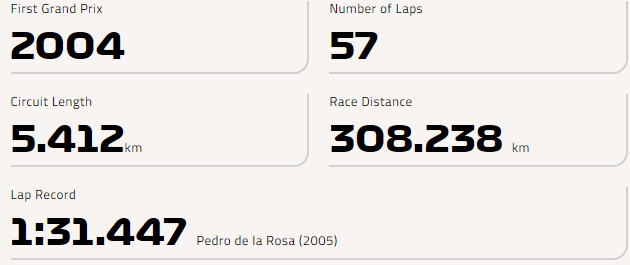 First Grand Prix
2004
Number of Laps
57
Circuit Length
5.412km
Race Distance
308.238 km
Lap Record
1:31.447 Pedro de la Rosa (2005)